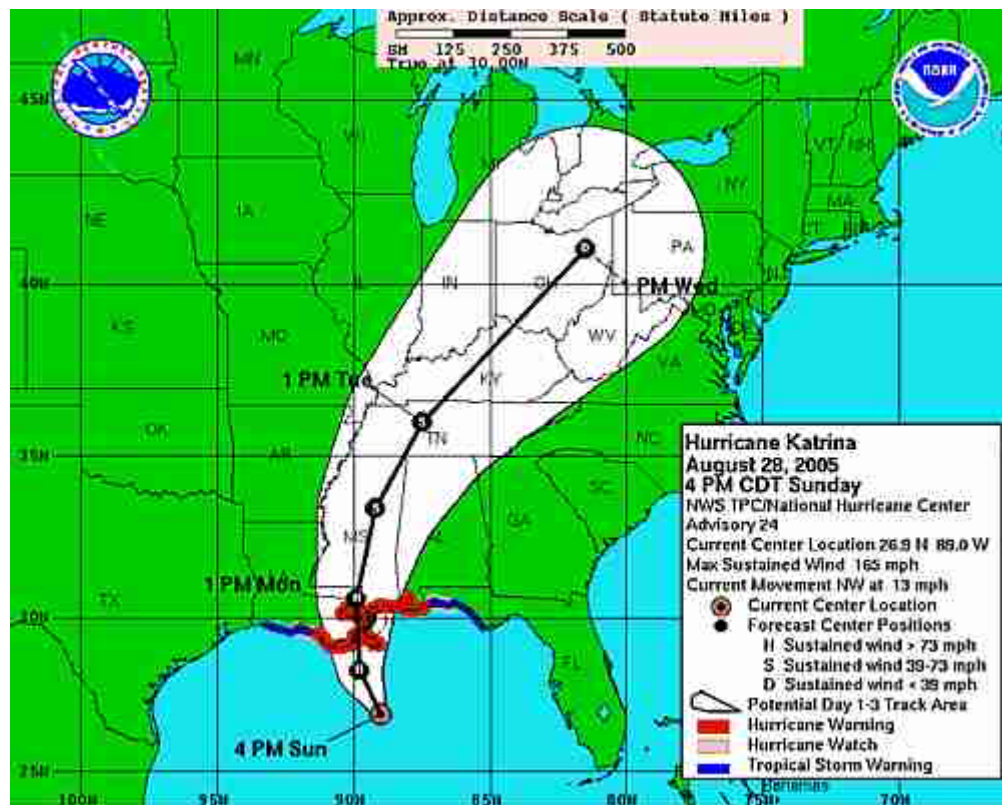 Approx. Distance Scale ( Statute Miles )
SM 125 250 375 500
True at 30.00N
NOAA
MN
WI
MI
VT NH
NY
MA
CT RI
45N
NE
IA
IL
IN
OH
PA
NJ
1 PM Wed
40N
KS
MO
WV
VA
KY
1 PM Tue
OK
AR
TN
NC
35N
SC
MS
GA
1 PM Mon
TX
30N
FL
4 PM Sun
25N
Bahamas
100W 95W 90W 85W 80W 75W 70W
Hurricane Katrina
August 28, 2005
4 PM CDT Sunday
NWS TPC/National Hurricane Center
Advisory 24
Current Center Location 26.9 N 89.0 W
Max Sustained Wind 165 mph
Current Movement NW at 13 mph
Current Center Location
Forecast Center Positions
H Sustained wind > 73 mph
S Sustained wind 39-73 mph
D Sustained wind < 39 mph
Potential Day 1-3 Track Area
Hurricane Warning
Hurricane Watch
Tropical Storm Warning